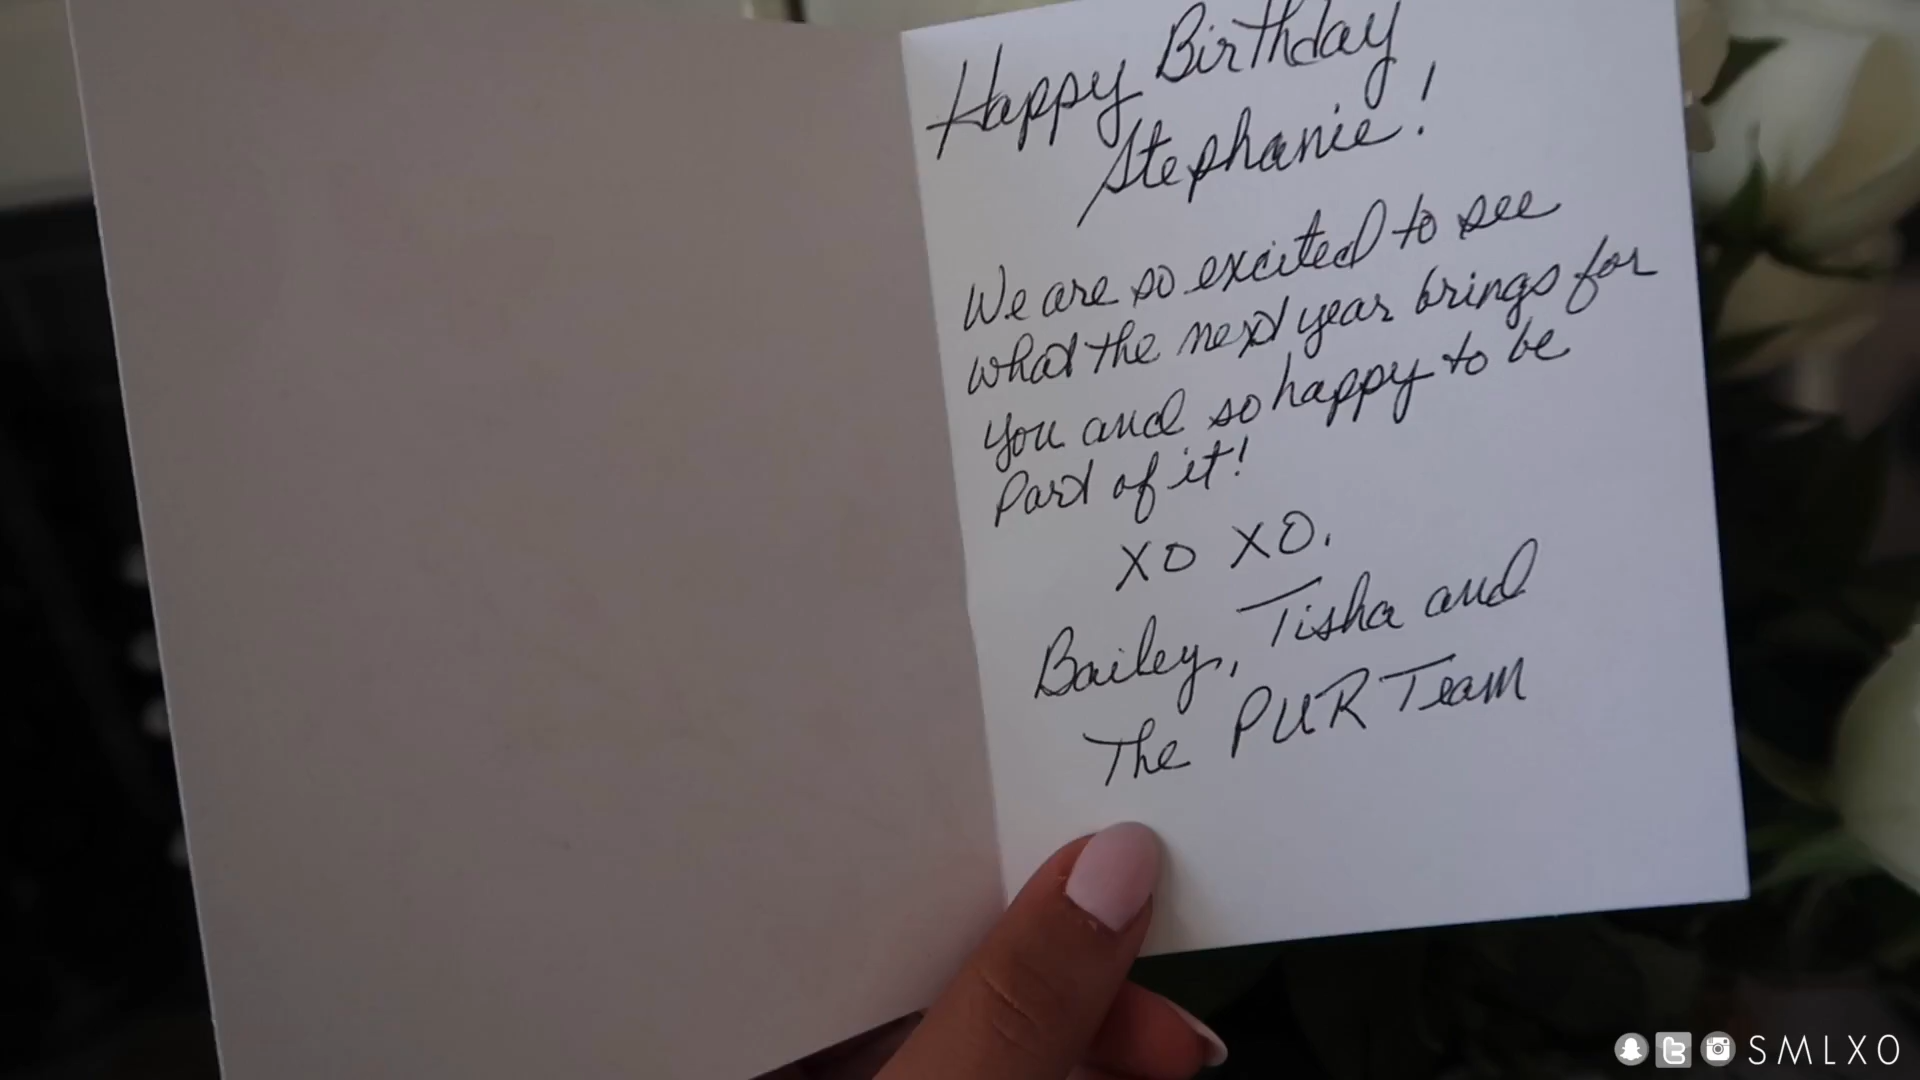 Happy Birthday
Stephanie!
We are so excited to see
what the next year brings for
you and so happy to be
Part of it!
XO XO.
Bailey, Tisha and
The PUR Team
SMLXO